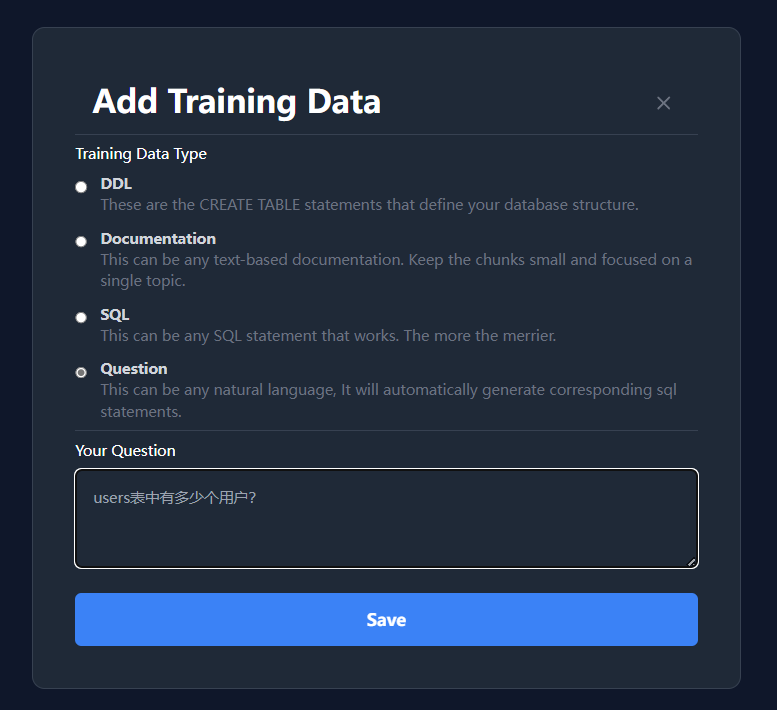 Add Training Data
Training Data Type
DDL
These are the CREATE TABLE statements that define your database structure.
Documentation
This can be any text-based documentation. Keep the chunks small and focused on a
single topic.
SQL
This can be any SQL statement that works. The more the merrier.
Question
This can be any natural language, It will automatically generate corresponding sql
statements.
Your Question
users表中有多少个用户?
Save